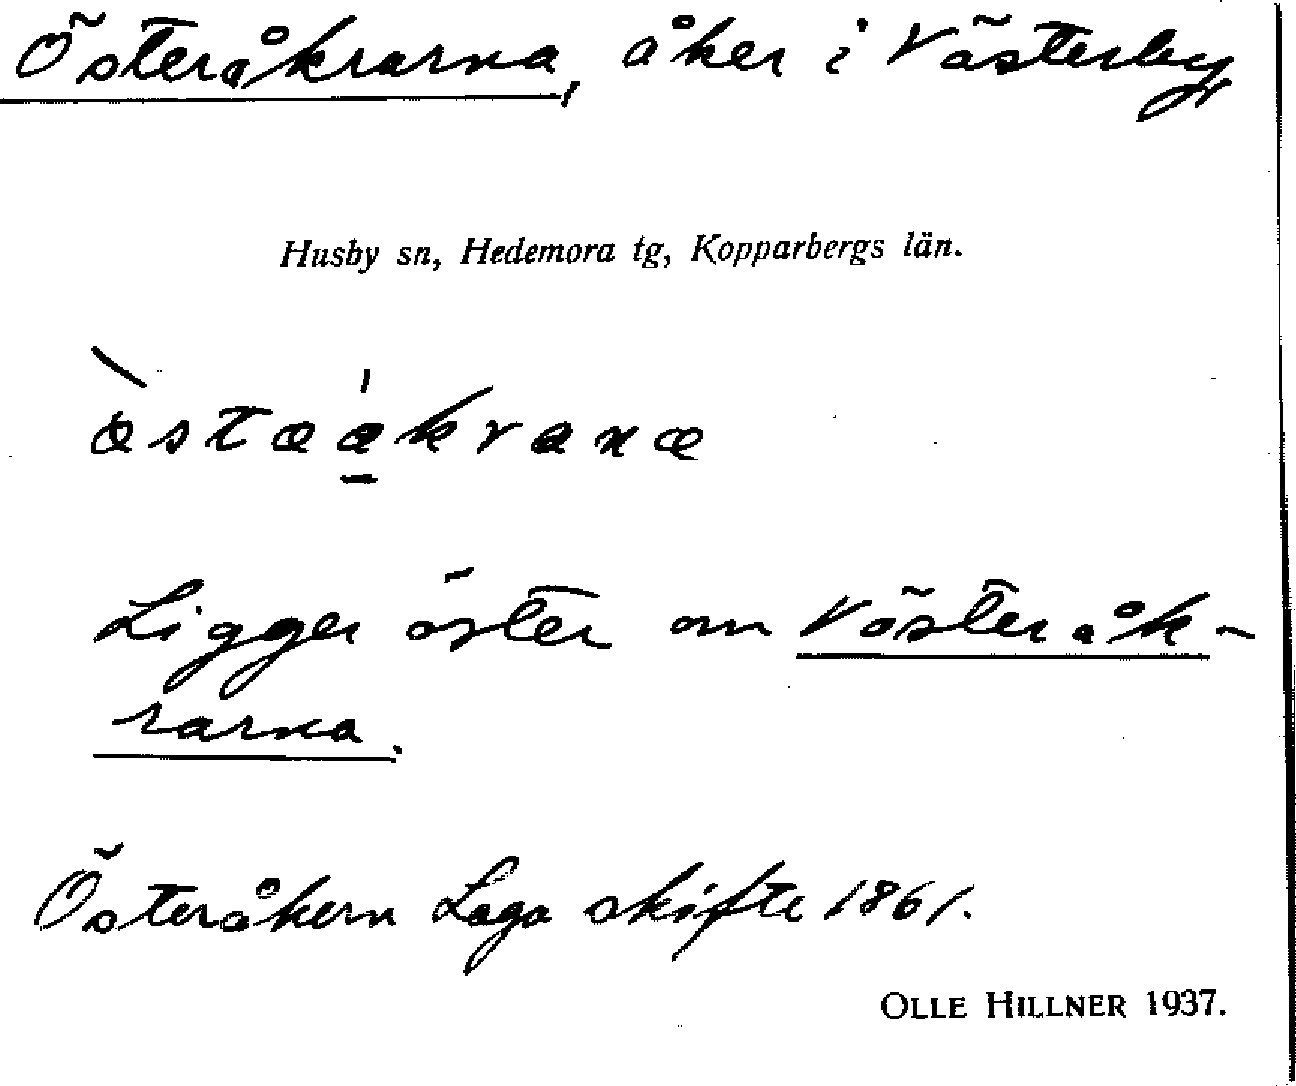 Österåkrarna, åker i Västerby,
Husby sn, Hedemora tg, Kopparbergs län.
Ligger öster om Västeråk-
rarna.
Österåkern Laga skifte 1861.
OLLE HILLNER 1937.